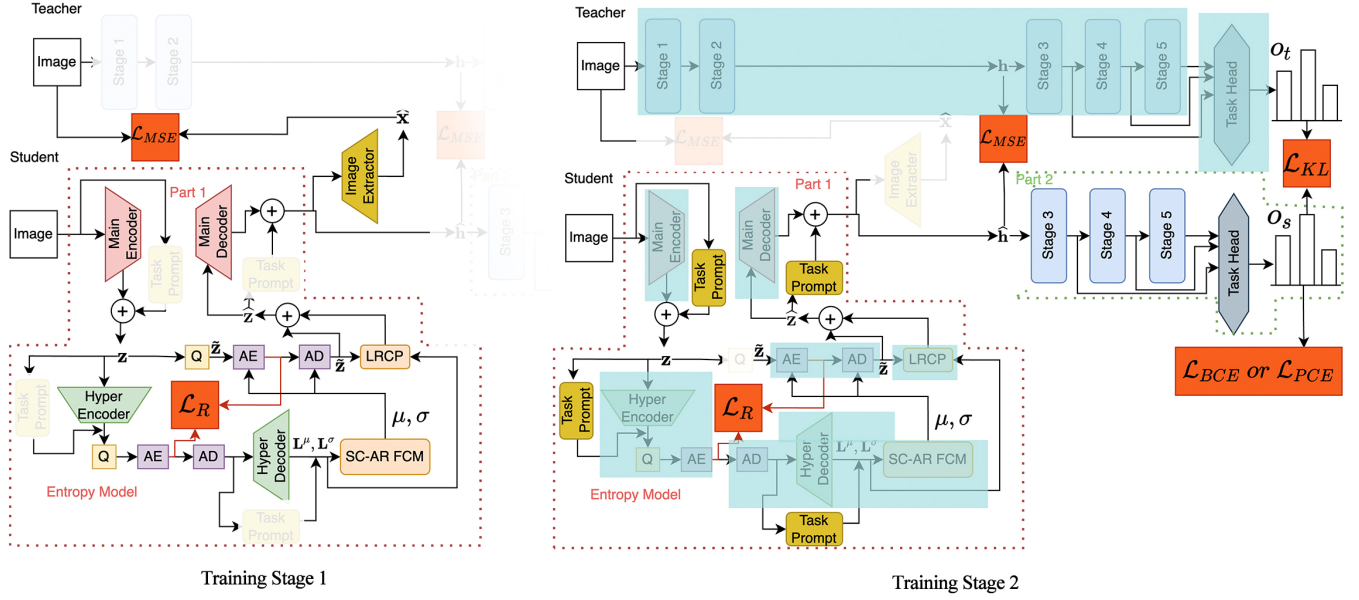 Teacher
Image
Stage 1
Stage 2
h
x̂
ℒ_MSE
ℒ_MSE
Student
Part 1
Image
Main Encoder
Task Prompt
Main Decoder
Image Extractor
Task Prompt
ĥ
Stage 3
ẑ
z
Q
z̃
AE
AD
z̃
LRCP
Task Prompt
Hyper Encoder
ℒ_R
μ, σ
Q
AE
AD
Hyper Decoder
L^μ, L^σ
SC-AR FCM
Entropy Model
Task Prompt
Training Stage 1
Teacher
Image
Stage 1
Stage 2
h
Stage 3
Stage 4
Stage 5
Task Head
O_t
x̂
ℒ_MSE
ℒ_MSE
ℒ_KL
Student
Part 1
Part 2
Image
Main Encoder
Task Prompt
Main Decoder
Image Extracter
Task Prompt
ĥ
Stage 3
Stage 4
Stage 5
Task Head
O_s
ẑ
z
Q
z̃
AE
AD
z̃
LRCP
ℒ_BCE or ℒ_PCE
Task Prompt
Hyper Encoder
ℒ_R
μ, σ
Q
AE
AD
Hyper Decoder
L^μ, L^σ
SC-AR FCM
Entropy Model
Task Prompt
Training Stage 2